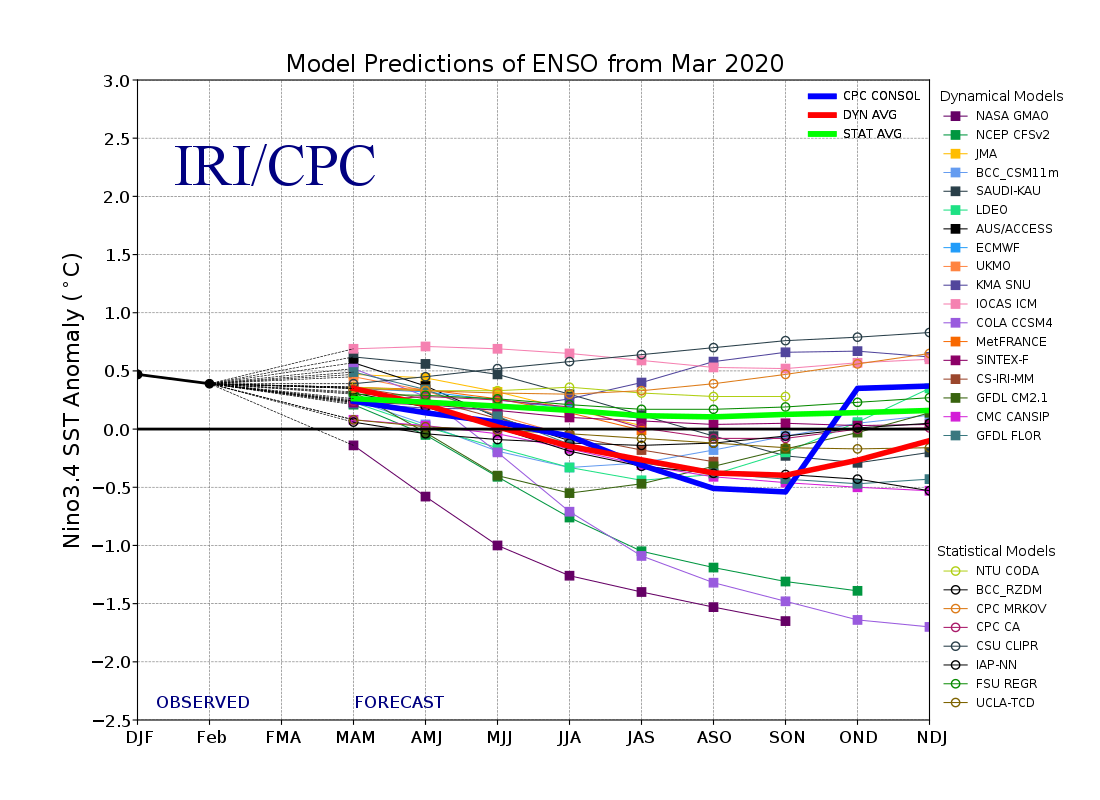 Model Predictions of ENSO from Mar 2020
IRI/CPC
CPC CONSOL
DYN AVG
STAT AVG
Nino3.4 SST Anomaly (°C)
3.0
2.5
2.0
1.5
1.0
0.5
0.0
−0.5
−1.0
−1.5
−2.0
−2.5
OBSERVED
FORECAST
DJF Feb FMA MAM AMJ MJJ JJA JAS ASO SON OND NDJ
Dynamical Models
NASA GMAO
NCEP CFSv2
JMA
BCC_CSM11m
SAUDI-KAU
LDEO
AUS/ACCESS
ECMWF
UKMO
KMA SNU
IOCAS ICM
COLA CCSM4
MetFRANCE
SINTEX-F
CS-IRI-MM
GFDL CM2.1
CMC CANSIP
GFDL FLOR
Statistical Models
NTU CODA
BCC_RZDM
CPC MRKOV
CPC CA
CSU CLIPR
IAP-NN
FSU REGR
UCLA-TCD